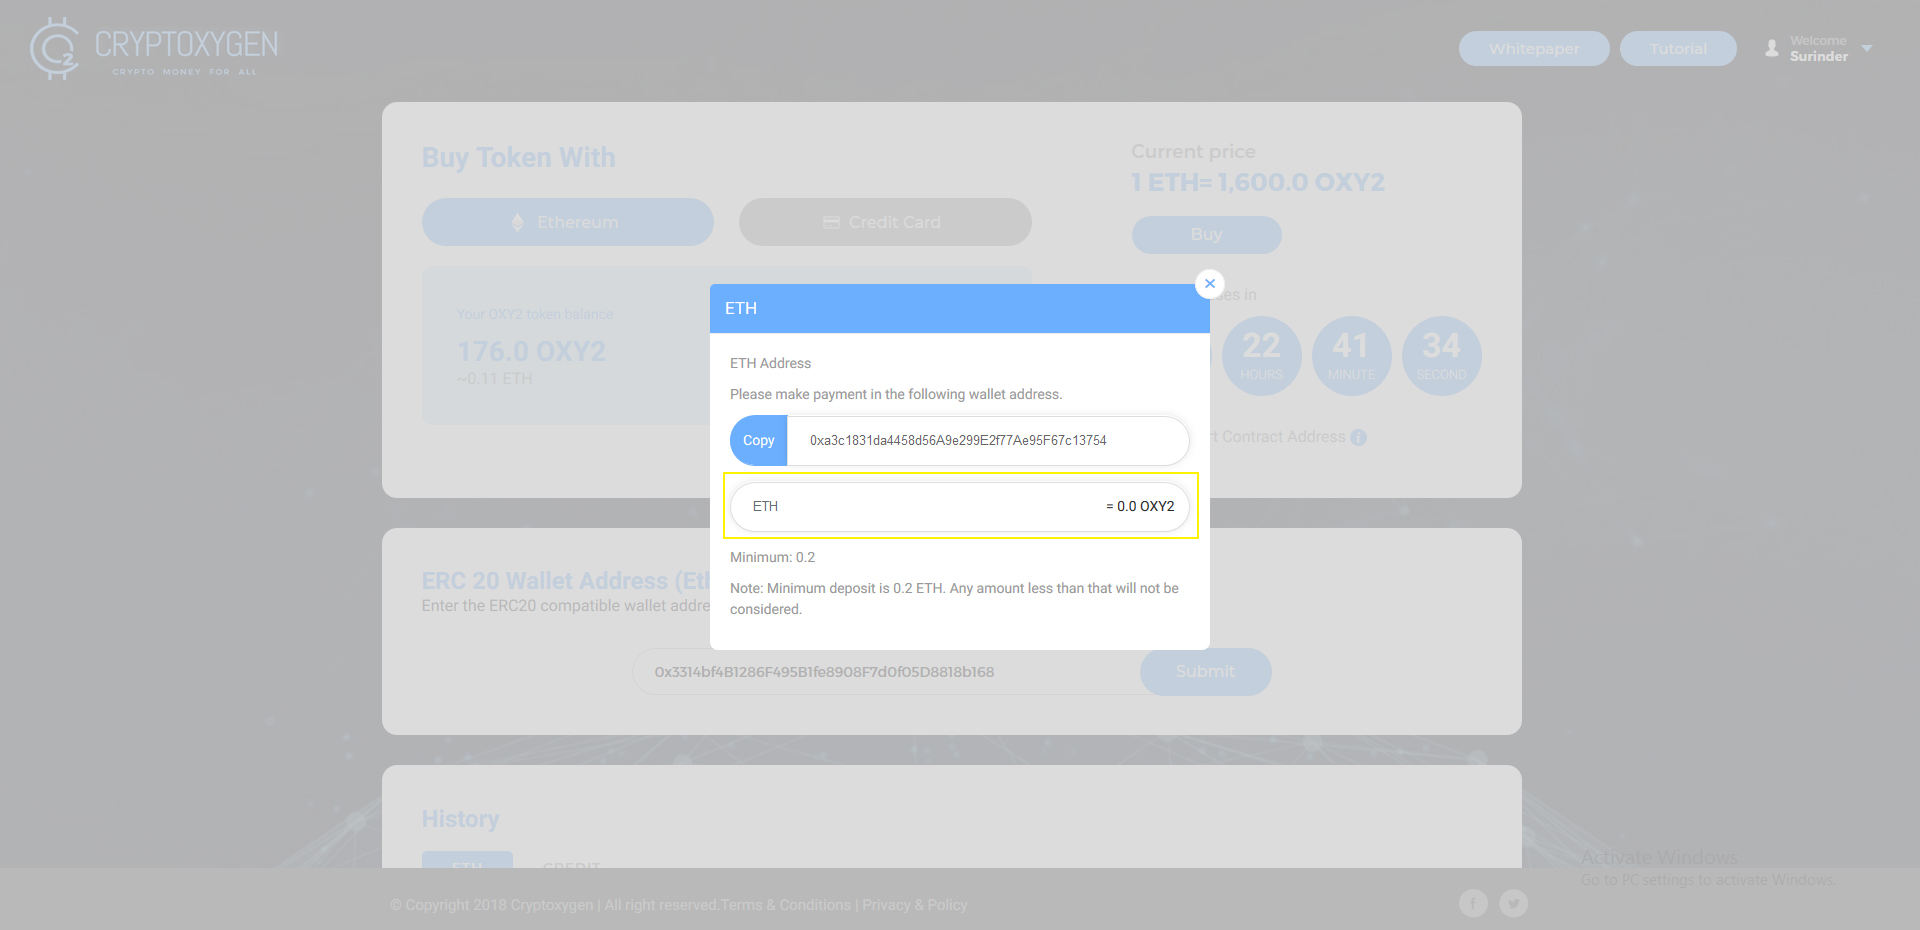 CRYPTOXYGEN
CRYPTO MONEY FOR ALL
Whitepaper
Tutorial
Welcome
Surinder
Buy Token With
Ethereum
Credit Card
Your OXY2 token balance
176.0 OXY2
~0.11 ETH
Current price
1 ETH= 1,600.0 OXY2
Buy
es in
22
HOURS
41
MINUTE
34
SECOND
t Contract Address
ETH
ETH Address
Please make payment in the following wallet address.
Copy
0xa3c1831da4458d56A9e299E2f77Ae95F67c13754
ETH = 0.0 OXY2
Minimum: 0.2
Note: Minimum deposit is 0.2 ETH. Any amount less than that will not be
considered.
ERC 20 Wallet Address (Eth
Enter the ERC20 compatible wallet addre
0x3314bf4B1286F495B1fe8908F7d0f05D8818b168
Submit
History
ETH
CREDIT
Activate Windows
Go to PC settings to activate Windows.
© Copyright 2018 Cryptoxygen | All right reserved.Terms & Conditions | Privacy & Policy